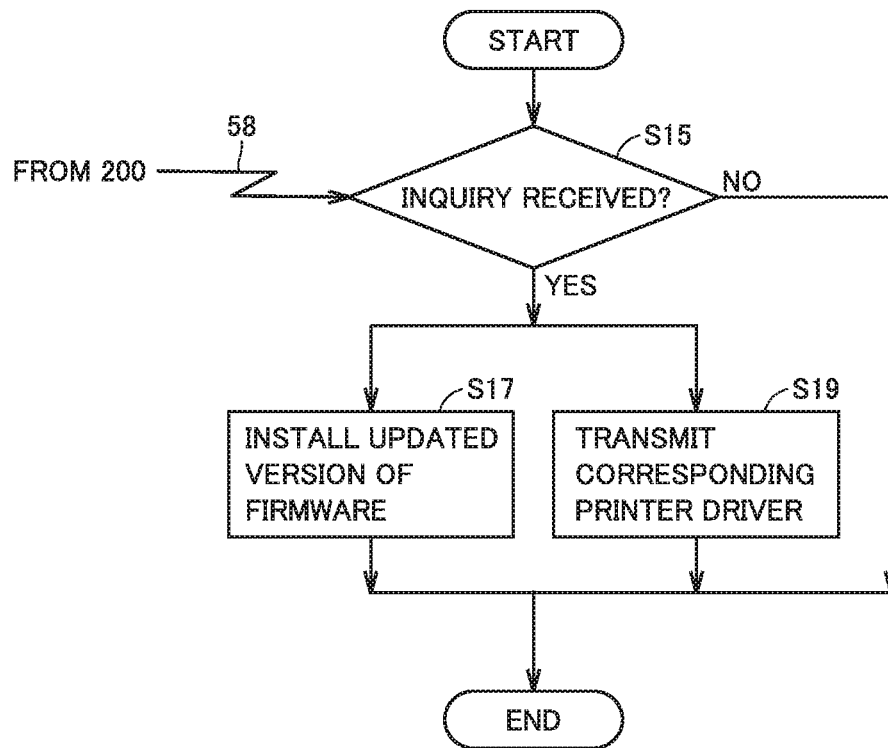 START
58
S15
FROM 200
INQUIRY RECEIVED?
NO
YES
S17
S19
INSTALL UPDATED
VERSION OF
FIRMWARE
TRANSMIT
CORRESPONDING
PRINTER DRIVER
END